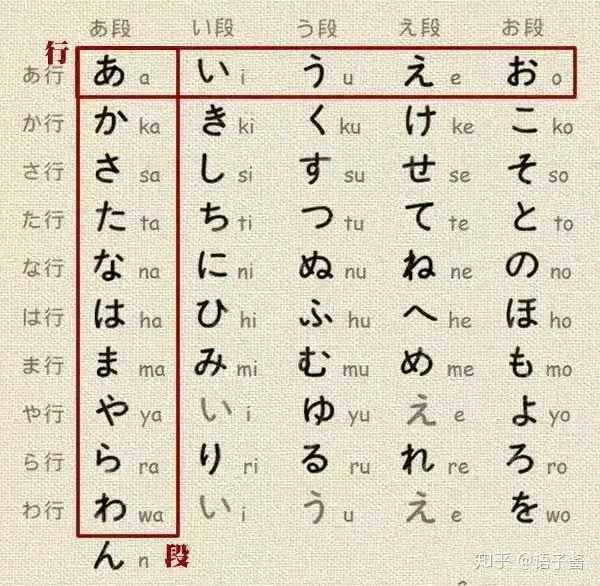 あ段 い段 う段 え段 お段
行
あ行 あ a い i う u え e お o
か行 か ka き ki く ku け ke こ ko
さ行 さ sa し si す su せ se そ so
た行 た ta ち ti つ tu て te と to
な行 な na に ni ぬ nu ね ne の no
は行 は ha ひ hi ふ hu へ he ほ ho
ま行 ま ma み mi む mu め me も mo
や行 や ya い i ゆ yu え e よ yo
ら行 ら ra り ri る ru れ re ろ ro
わ行 わ wa い i う u え e を wo
ん n 段
知乎 @语子酱